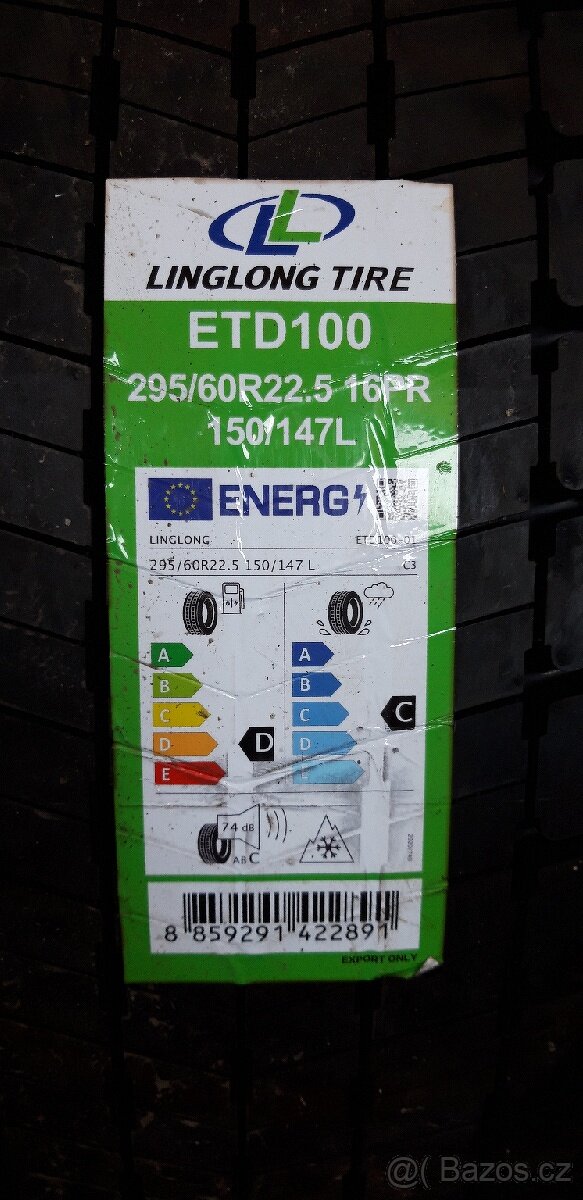 LL
LINGLONG TIRE
ETD100
295/60R22.5 16PR
150/147L
ENERG
LINGLONG ETD100-01
295/60R22.5 150/147 L C3
A A
B B
C C C
D D D
E E
74 dB
ABC
8 859291 422891
EXPORT ONLY
@( Bazos.cz